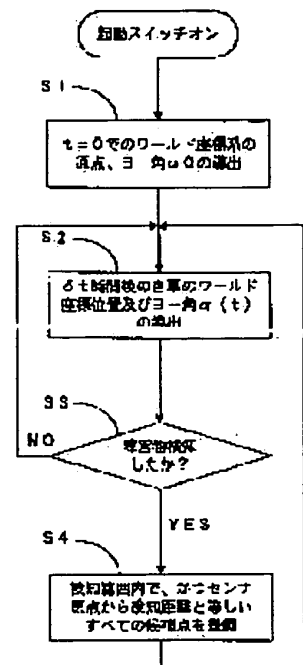 起動スイッチオン
S1
t=0でのワールド座標系の
原点、ヨー角α0の導出
S2
δt時間後の自車のワールド
座標位置及びヨー角α(t)
の導出
S3
障害物検知
したか?
NO
YES
S4
検知範囲内で、かつセンサ
原点から検知距離と等しい
すべての候補点を登録